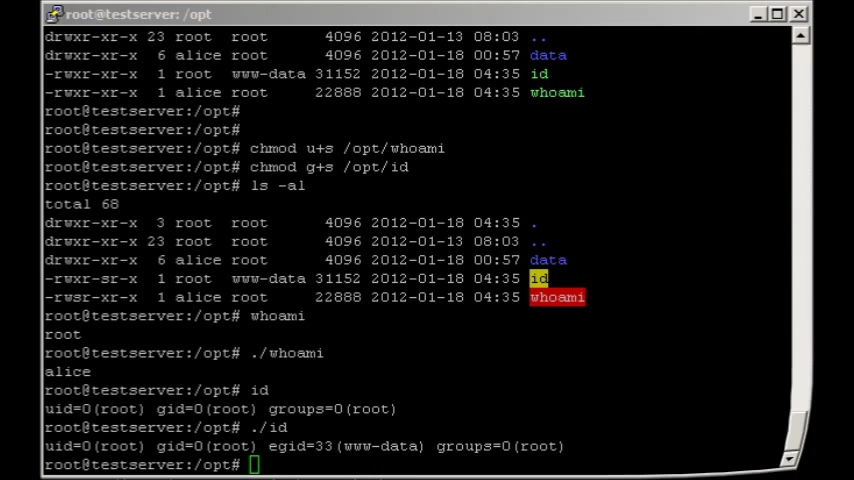 root@testserver: /opt
drwxr-xr-x 23 root  root      4096 2012-01-13 08:03 ..
drwxr-xr-x  6 alice root      4096 2012-01-18 00:57 data
-rwxr-xr-x  1 root  www-data 31152 2012-01-18 04:35 id
-rwxr-xr-x  1 alice root     22888 2012-01-18 04:35 whoami
root@testserver:/opt#
root@testserver:/opt#
root@testserver:/opt# chmod u+s /opt/whoami
root@testserver:/opt# chmod g+s /opt/id
root@testserver:/opt# ls -al
total 68
drwxr-xr-x  3 root  root      4096 2012-01-18 04:35 .
drwxr-xr-x 23 root  root      4096 2012-01-13 08:03 ..
drwxr-xr-x  6 alice root      4096 2012-01-18 00:57 data
-rwxr-sr-x  1 root  www-data 31152 2012-01-18 04:35 id
-rwsr-xr-x  1 alice root     22888 2012-01-18 04:35 whoami
root@testserver:/opt# whoami
root
root@testserver:/opt# ./whoami
alice
root@testserver:/opt# id
uid=0(root) gid=0(root) groups=0(root)
root@testserver:/opt# ./id
uid=0(root) gid=0(root) egid=33(www-data) groups=0(root)
root@testserver:/opt#